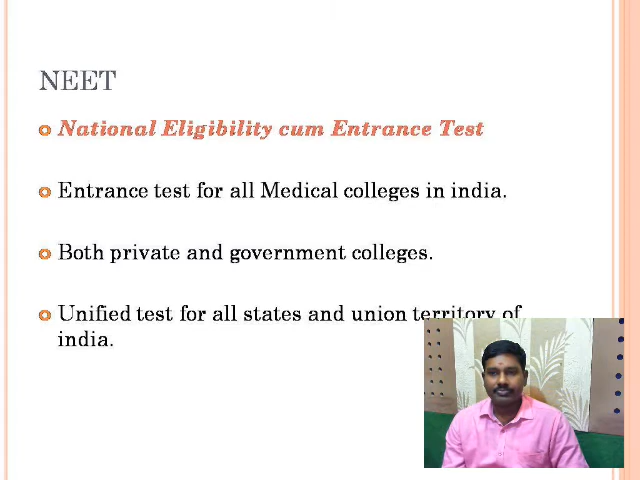 NEET
National Eligibility cum Entrance Test
Entrance test for all Medical colleges in india.
Both private and government colleges.
Unified test for all states and union territory of
india.